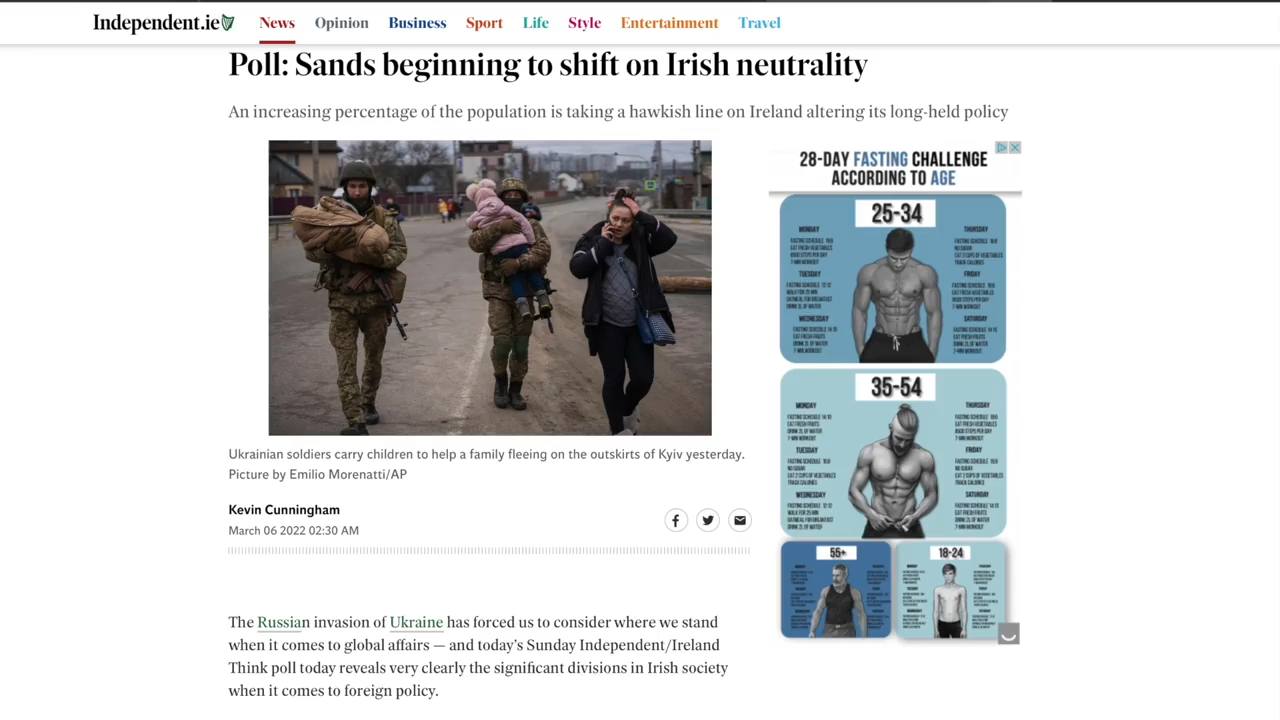 Independent.ie
News Opinion Business Sport Life Style Entertainment Travel
Poll: Sands beginning to shift on Irish neutrality
An increasing percentage of the population is taking a hawkish line on Ireland altering its long-held policy
Ukrainian soldiers carry children to help a family fleeing on the outskirts of Kyiv yesterday.
Picture by Emilio Morenatti/AP
Kevin Cunningham
March 06 2022 02:30 AM
The Russian invasion of Ukraine has forced us to consider where we stand
when it comes to global affairs — and today's Sunday Independent/Ireland
Think poll today reveals very clearly the significant divisions in Irish society
when it comes to foreign policy.
28-DAY FASTING CHALLENGE
ACCORDING TO AGE
25-34
MONDAY
THURSDAY
TUESDAY
FRIDAY
WEDNESDAY
SATURDAY
35-54
MONDAY
THURSDAY
TUESDAY
FRIDAY
WEDNESDAY
SATURDAY
55+
18-24